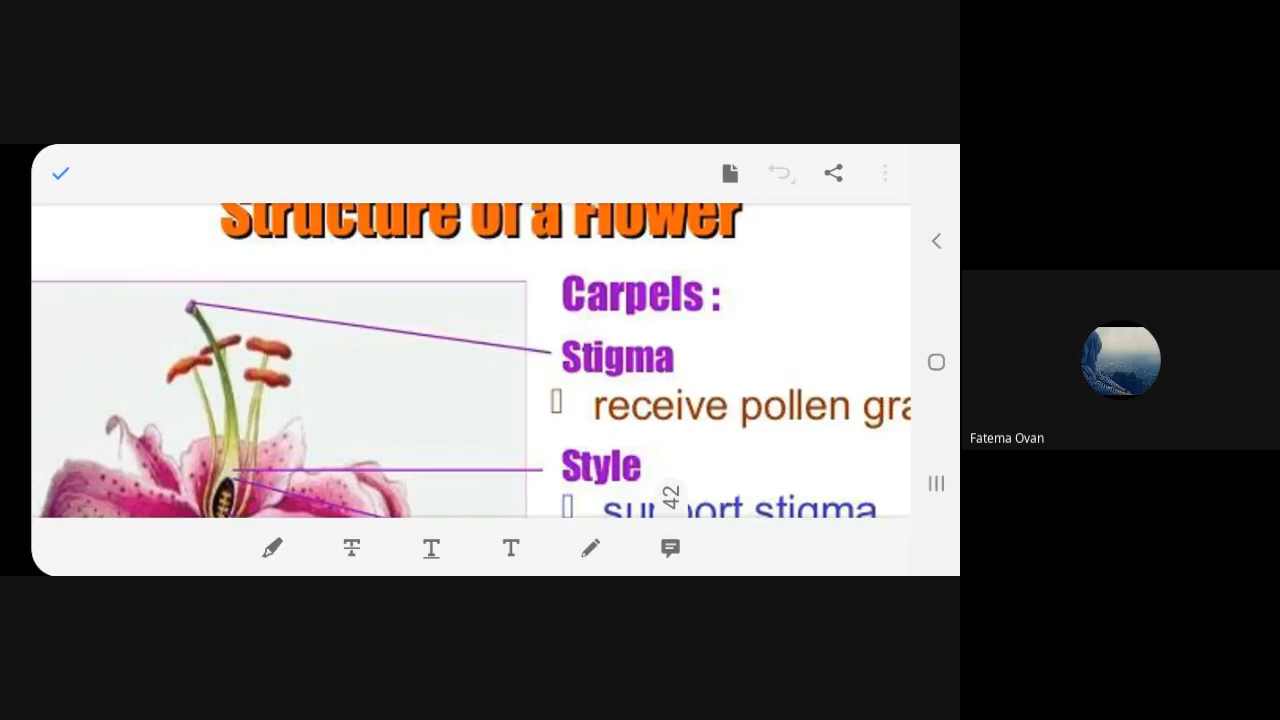 Structure of a Flower
Carpels :
Stigma
receive pollen gra
Style
support stigma
42
Fatema Ovan